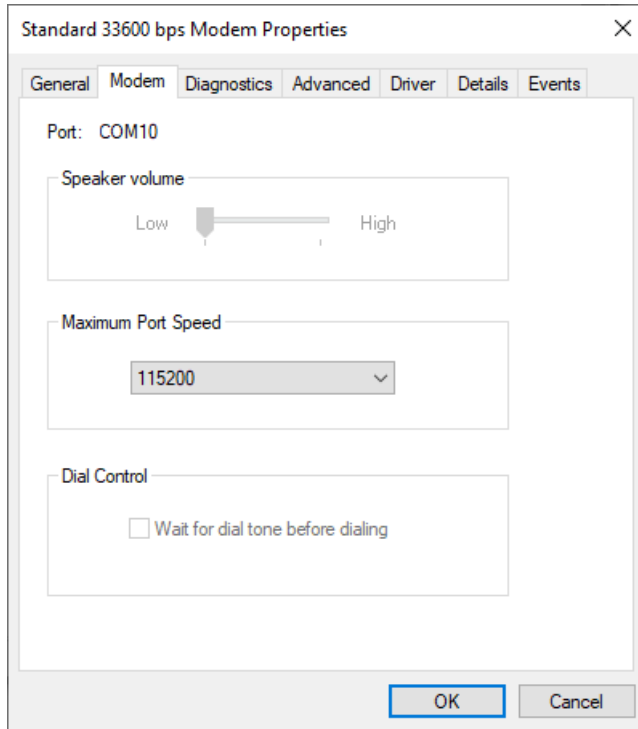 Standard 33600 bps Modem Properties
General Modem Diagnostics Advanced Driver Details Events
Port: COM10
Speaker volume
Low High
Maximum Port Speed
115200
Dial Control
Wait for dial tone before dialing
OK Cancel